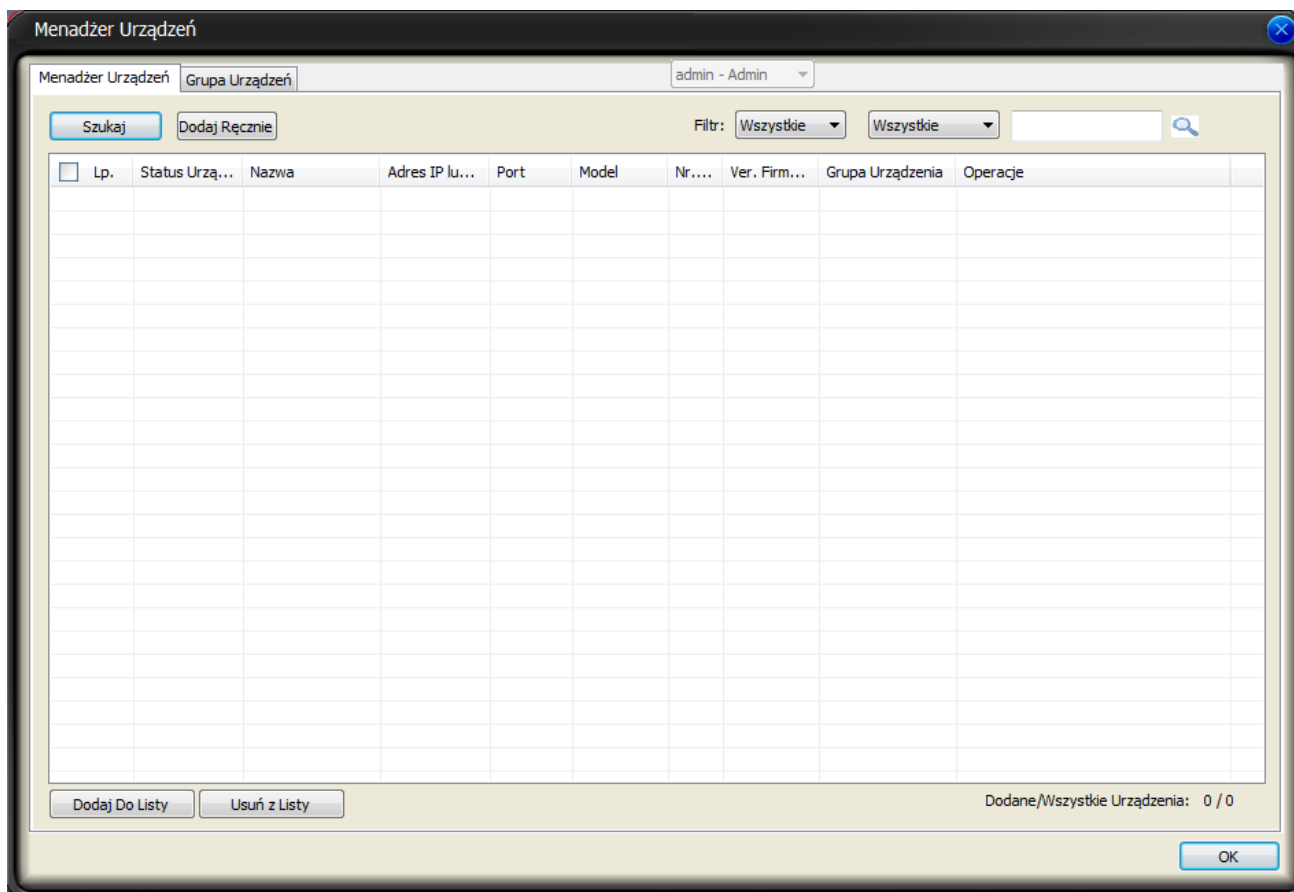 Menadżer Urządzeń
Menadżer Urządzeń Grupa Urządzeń admin - Admin
Szukaj Dodaj Ręcznie Filtr: Wszystkie Wszystkie
Lp. Status Urzą... Nazwa Adres IP lu... Port Model Nr.... Ver. Firm... Grupa Urządzenia Operacje
Dodaj Do Listy Usuń z Listy Dodane/Wszystkie Urządzenia: 0 / 0
OK